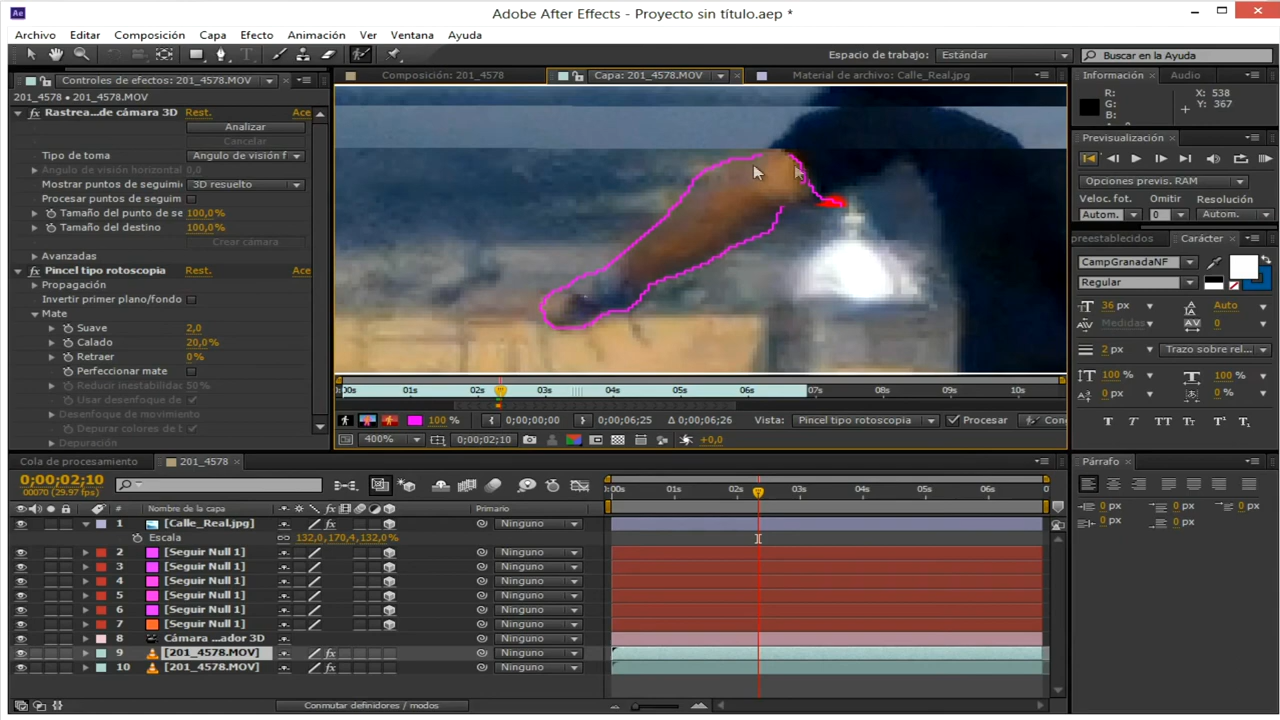 Adobe After Effects - Proyecto sin título.aep *
Archivo Editar Composición Capa Efecto Animación Ver Ventana Ayuda
Espacio de trabajo: Estándar Buscar en la Ayuda
Controles de efectos: 201_4578.MOV
201_4578 • 201_4578.MOV
Rastrea...de cámara 3D Rest. Ace
Analizar
Cancelar
Tipo de toma Angulo de visión f
Angulo de visión horizontal 0,0
Mostrar puntos de seguimie 3D resuelto
Procesar puntos de seguim
Tamaño del punto de se 100,0%
Tamaño del destino 100,0%
Crear cámara
Avanzadas
Pincel tipo rotoscopia Rest. Ace
Propagación
Invertir primer plano/fondo
Mate
Suave 2,0
Calado 20,0%
Retraer 0%
Perfeccionar mate
Reducir inestabilidad 50%
Usar desenfoque de
Desenfoque de movimiento
Depurar colores de b
Depuración
Composición: 201_4578 Capa: 201_4578.MOV Material de archivo: Calle_Real.jpg
00s 01s 02s 03s 04s 05s 06s 07s 08s 09s 10s
100 % 0;00;00;00 0;00;06;25 Δ 0;00;06;26 Vista: Pincel tipo rotoscopia Procesar Con
400% 0;00;02;10 +0,0
Información Audio
R: X: 538
G: Y: 367
B:
Previsualización
Opciones previs. RAM
Veloc. fot. Omitir Resolución
Autom. 0 Autom.
preestablecidos Carácter
CampGranadaNF
Regular
36 px Auto
Medidas 0
2 px Trazo sobre rel...
100 % 100 %
0 px 0 %
T T TT Tt T¹ T₁
Párrafo
0 px 0 px 0 px
0 px 0 px
Cola de procesamiento 201_4578
0;00;02;10
00070 (29.97 fps)
:00s 01s 02s 03s 04s 05s 06s 0
# Nombre de la capa Primario
1 [Calle_Real.jpg] Ninguno
Escala 132,0,170,4,132,0%
2 [Seguir Null 1] Ninguno
3 [Seguir Null 1] Ninguno
4 [Seguir Null 1] Ninguno
5 [Seguir Null 1] Ninguno
6 [Seguir Null 1] Ninguno
7 [Seguir Null 1] Ninguno
8 Cámara ...ador 3D Ninguno
9 [201_4578.MOV] Ninguno
10 [201_4578.MOV] Ninguno
Conmutar definidores / modos